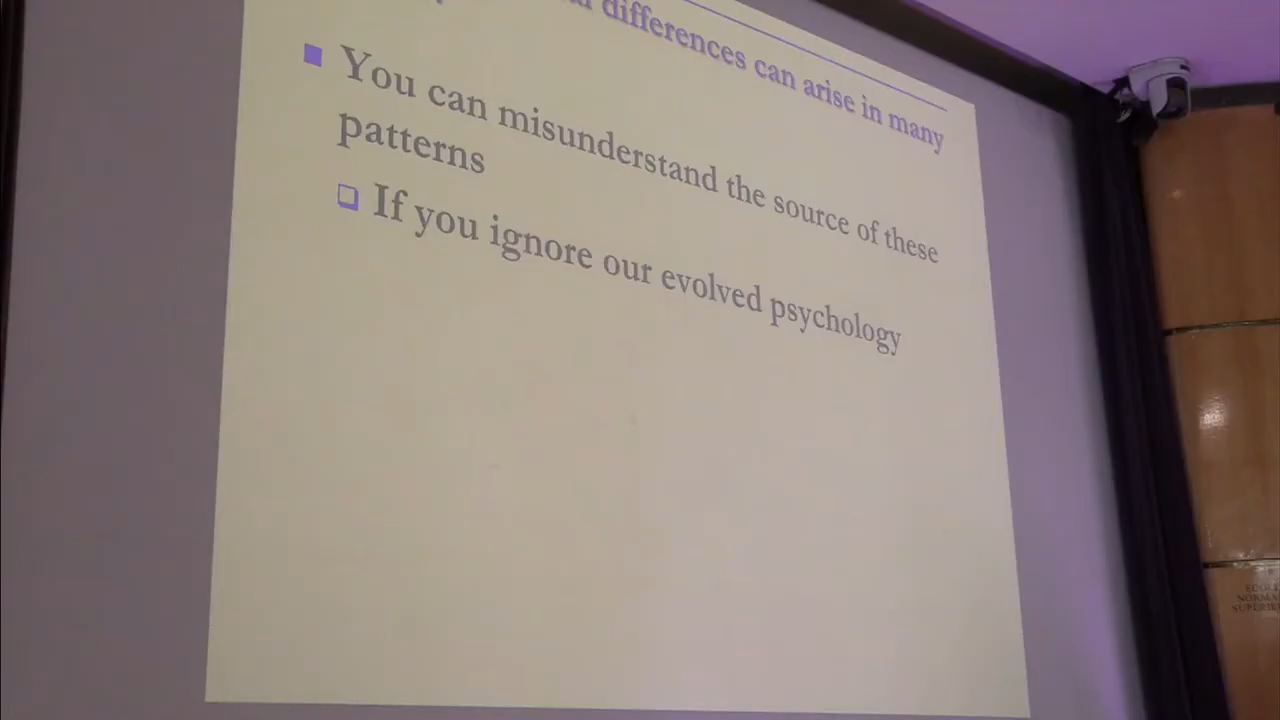 differences can arise in many
You can misunderstand the source of these
patterns
If you ignore our evolved psychology